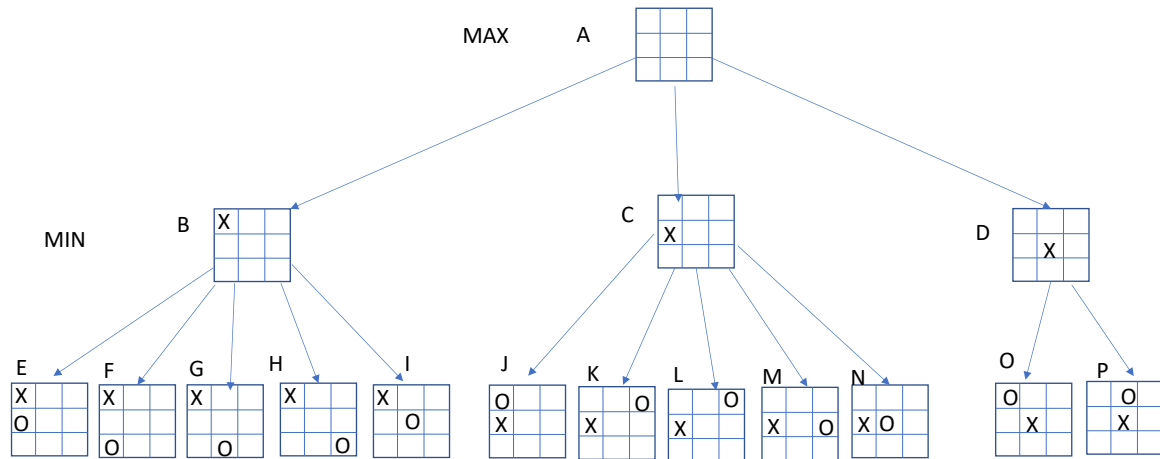 MAX A
B X
C
X
D
X
MIN
E F G H I J K L M N O P
X X X X X O O O O O
O O X X X X O X O X X
O O O